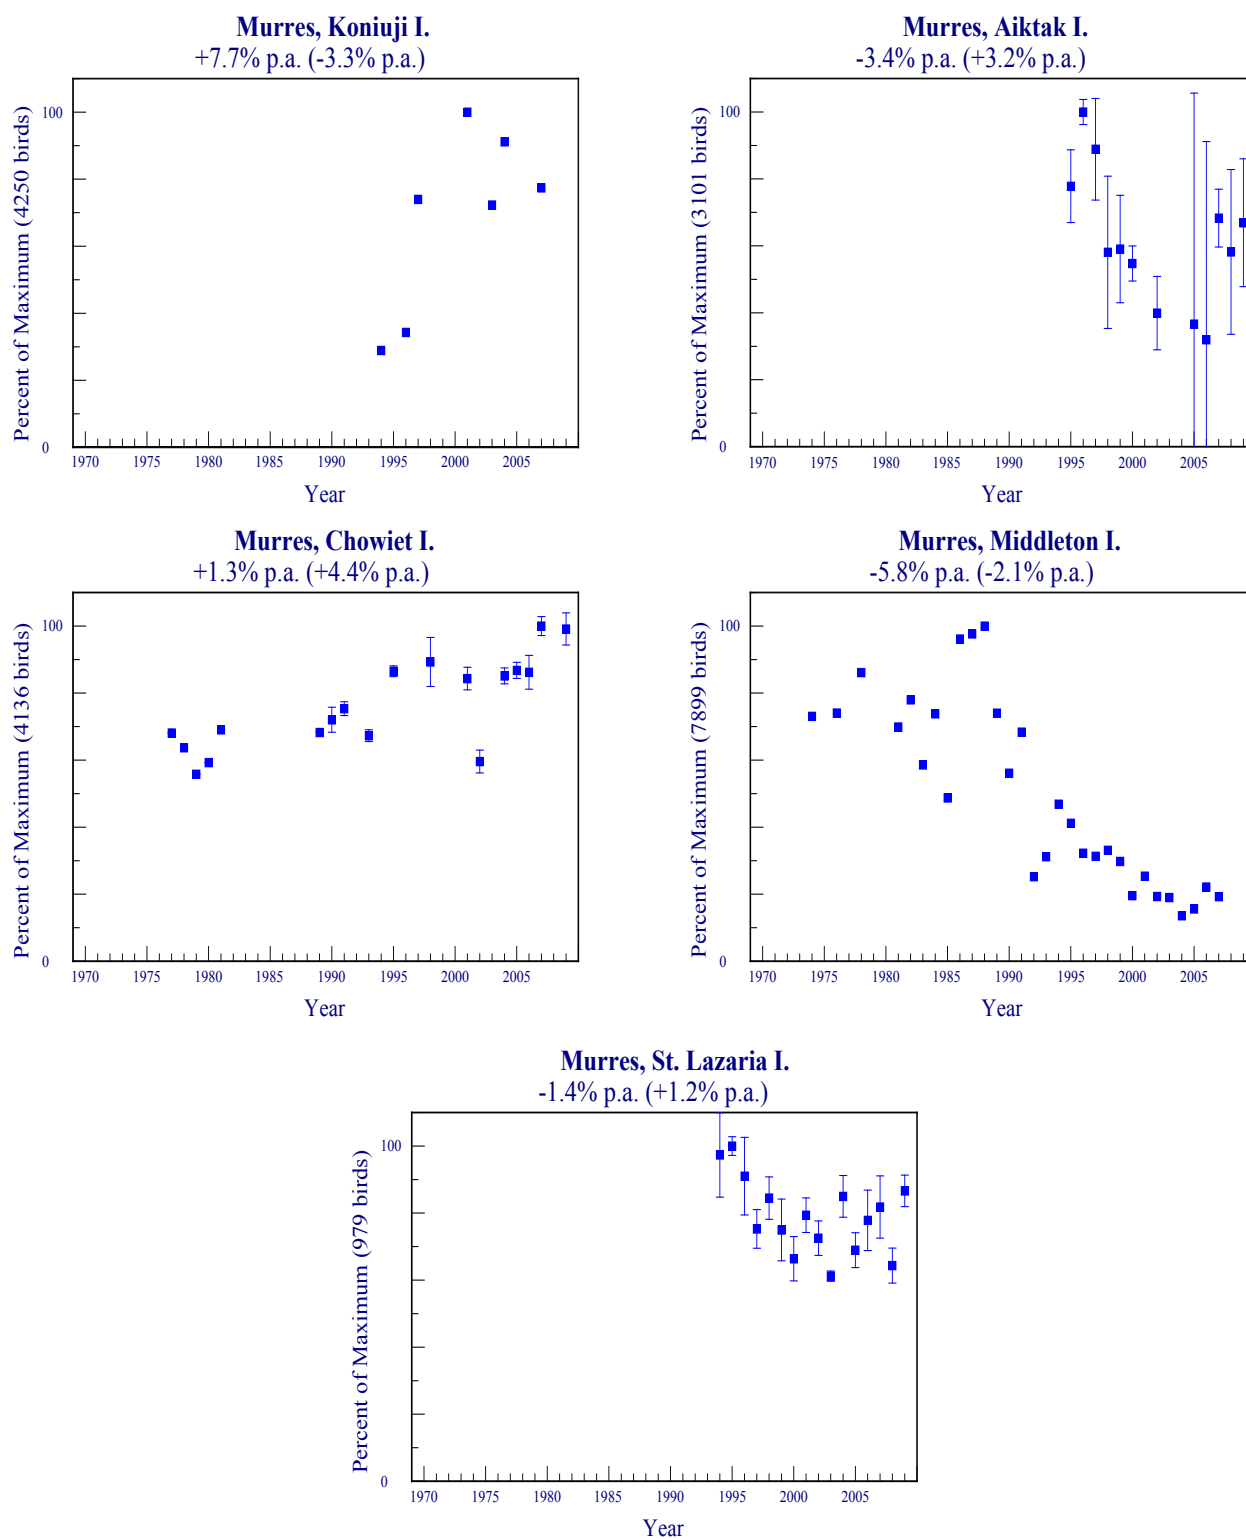 Murres, Koniuji I.
+7.7% p.a. (-3.3% p.a.)
Percent of Maximum (4250 birds)
100
0
1970 1975 1980 1985 1990 1995 2000 2005
Year
Murres, Aiktak I.
-3.4% p.a. (+3.2% p.a.)
Percent of Maximum (3101 birds)
100
0
1970 1975 1980 1985 1990 1995 2000 2005
Year
Murres, Chowiet I.
+1.3% p.a. (+4.4% p.a.)
Percent of Maximum (4136 birds)
100
0
1970 1975 1980 1985 1990 1995 2000 2005
Year
Murres, Middleton I.
-5.8% p.a. (-2.1% p.a.)
Percent of Maximum (7899 birds)
100
0
1970 1975 1980 1985 1990 1995 2000 2005
Year
Murres, St. Lazaria I.
-1.4% p.a. (+1.2% p.a.)
Percent of Maximum (979 birds)
100
0
1970 1975 1980 1985 1990 1995 2000 2005
Year